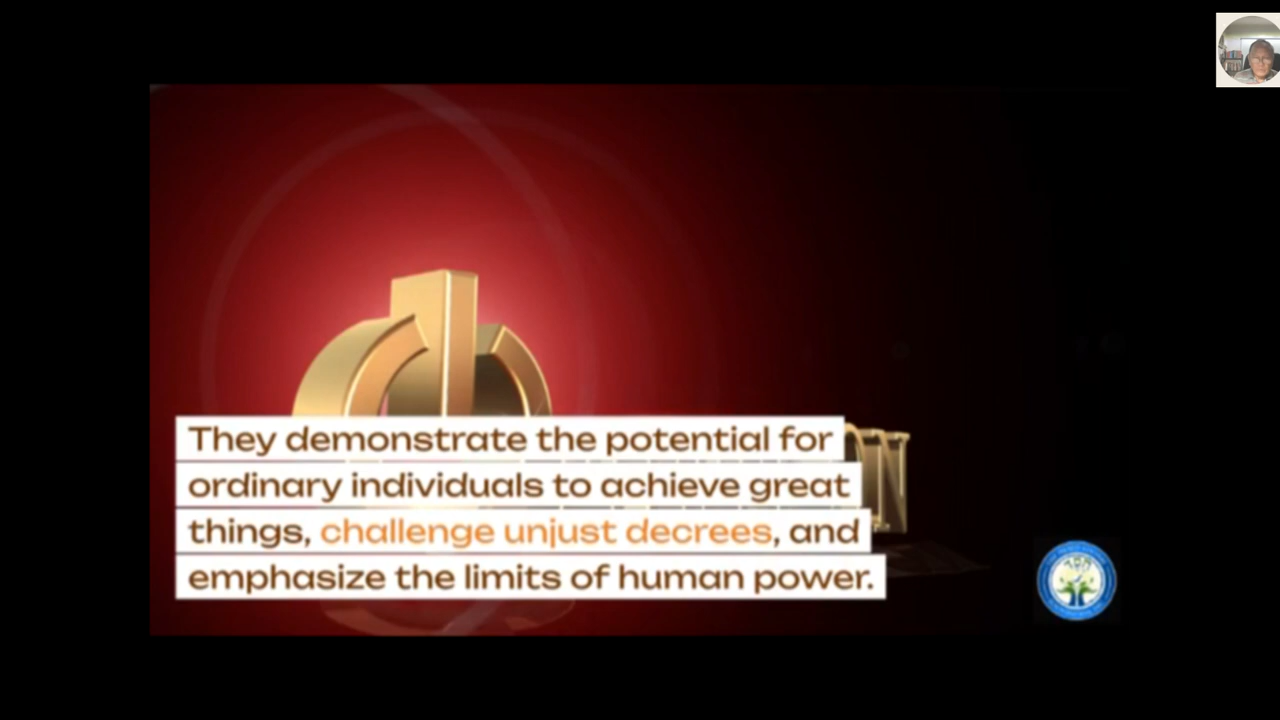 They demonstrate the potential for
ordinary individuals to achieve great
things, challenge unjust decrees, and
emphasize the limits of human power.